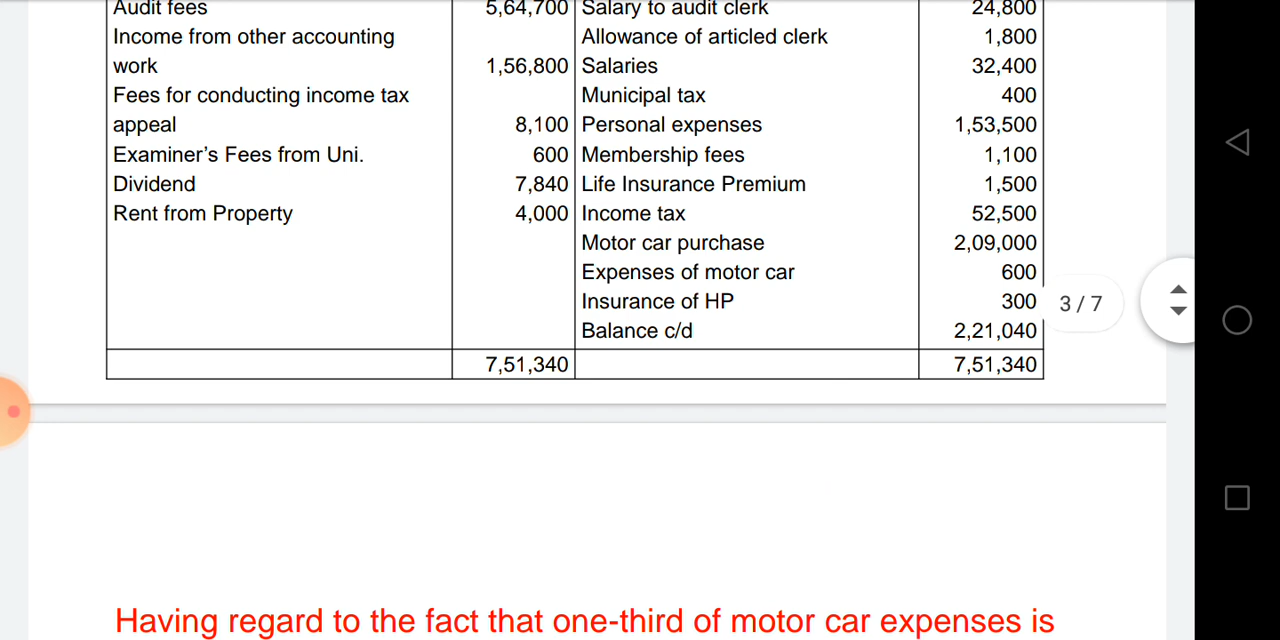 Audit fees 5,64,700 Salary to audit clerk 24,800
Income from other accounting Allowance of articled clerk 1,800
work 1,56,800 Salaries 32,400
Fees for conducting income tax Municipal tax 400
appeal 8,100 Personal expenses 1,53,500
Examiner’s Fees from Uni. 600 Membership fees 1,100
Dividend 7,840 Life Insurance Premium 1,500
Rent from Property 4,000 Income tax 52,500
Motor car purchase 2,09,000
Expenses of motor car 600
Insurance of HP 300
3 / 7
Balance c/d 2,21,040
7,51,340 7,51,340
Having regard to the fact that one-third of motor car expenses is